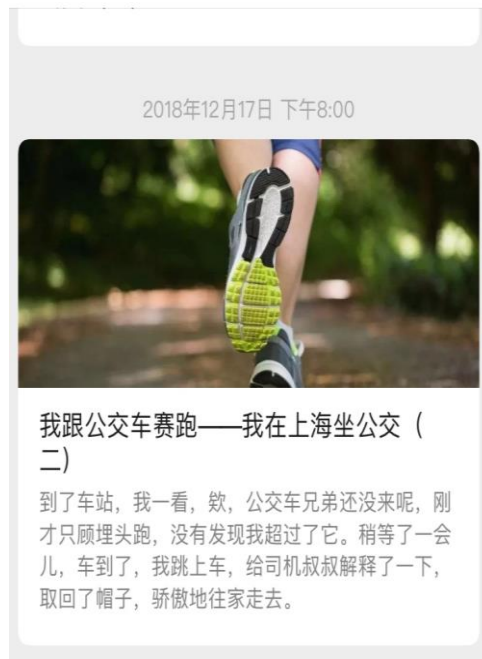 2018年12月17日 下午8:00
我跟公交车赛跑——我在上海坐公交（
二）
到了车站，我一看，欸，公交车兄弟还没来呢，刚
才只顾埋头跑，没有发现我超过了它。稍等了一会
儿，车到了，我跳上车，给司机叔叔解释了一下，
取回了帽子，骄傲地往家走去。